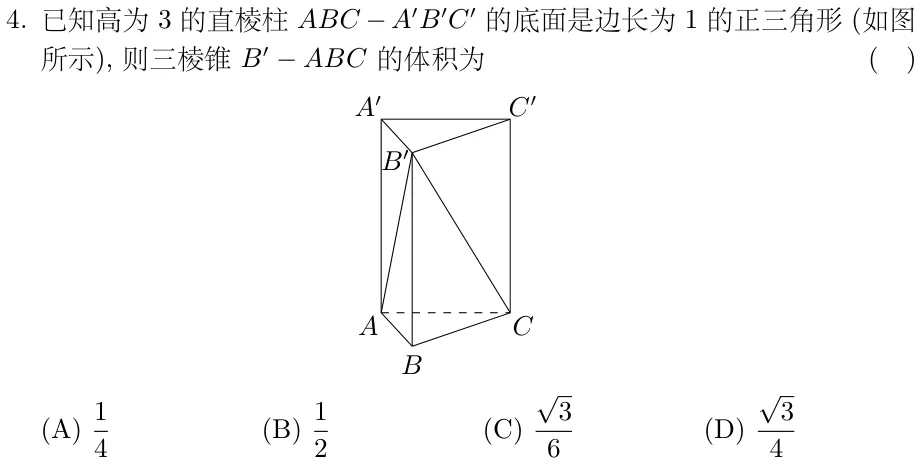 4. 已知高为 3 的直棱柱 ABC − A′B′C′ 的底面是边长为 1 的正三角形 (如图
所示), 则三棱锥 B′ − ABC 的体积为 ( )
A′ C′
B′
A C
B
(A) 1/4 (B) 1/2 (C) √3/6 (D) √3/4